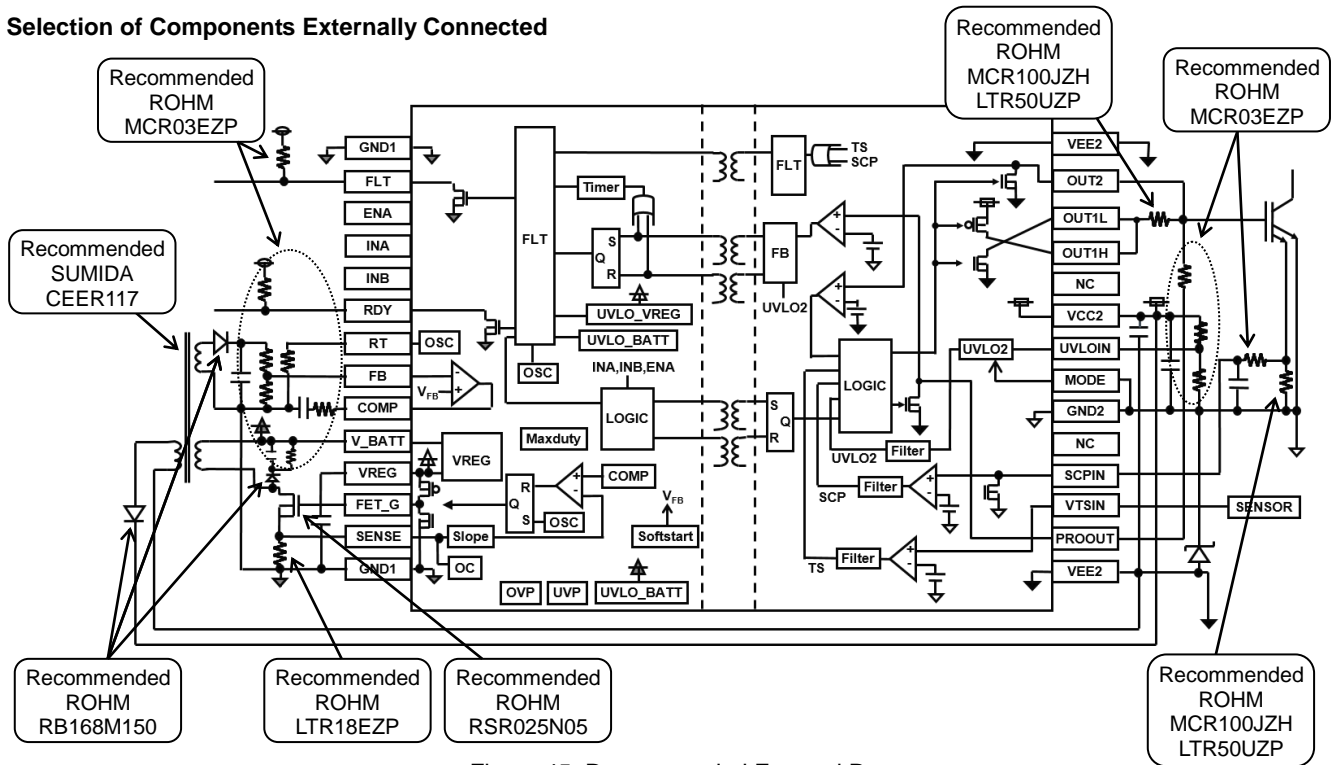 Selection of Components Externally Connected
Recommended
ROHM
MCR03EZP
Recommended
ROHM
MCR100JZH
LTR50UZP
Recommended
ROHM
MCR03EZP
Recommended
SUMIDA
CEER117
GND1
FLT
ENA
INA
INB
RDY
RT
FB
COMP
V_BATT
VREG
FET_G
SENSE
GND1
FLT
Timer
S
Q
R
UVLO_VREG
UVLO_BATT
OSC
OSC
VFB
-
+
INA,INB,ENA
LOGIC
Maxduty
VREG
R
Q
S
OSC
+
-
COMP
Slope
OC
VFB
Softstart
OVP
UVP
UVLO_BATT
FLT
TS
SCP
FB
UVLO2
+
-
+
-
LOGIC
UVLO2
S
Q
R
UVLO2
Filter
SCP
Filter
+
-
TS
Filter
+
-
VEE2
OUT2
OUT1L
OUT1H
NC
VCC2
UVLOIN
MODE
GND2
NC
SCPIN
VTSIN
PROOUT
VEE2
SENSOR
Recommended
ROHM
RB168M150
Recommended
ROHM
LTR18EZP
Recommended
ROHM
RSR025N05
Recommended
ROHM
MCR100JZH
LTR50UZP